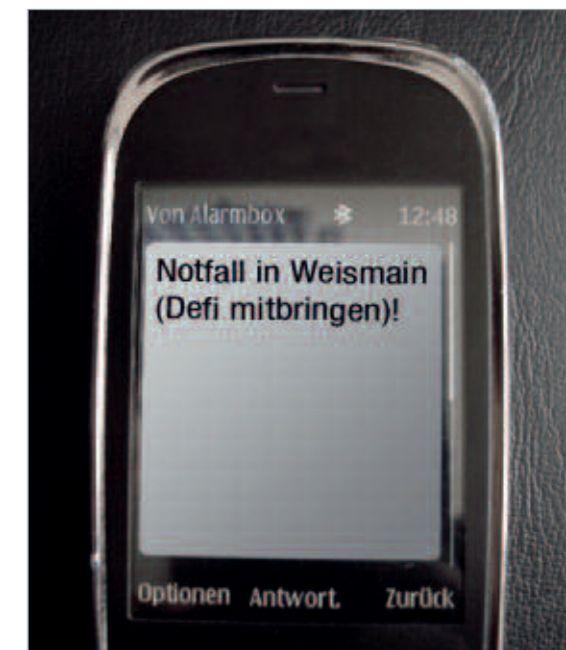 Von Alarmbox 12:48
Notfall in Weismain
(Defi mitbringen)!
Optionen Antwort. Zurück